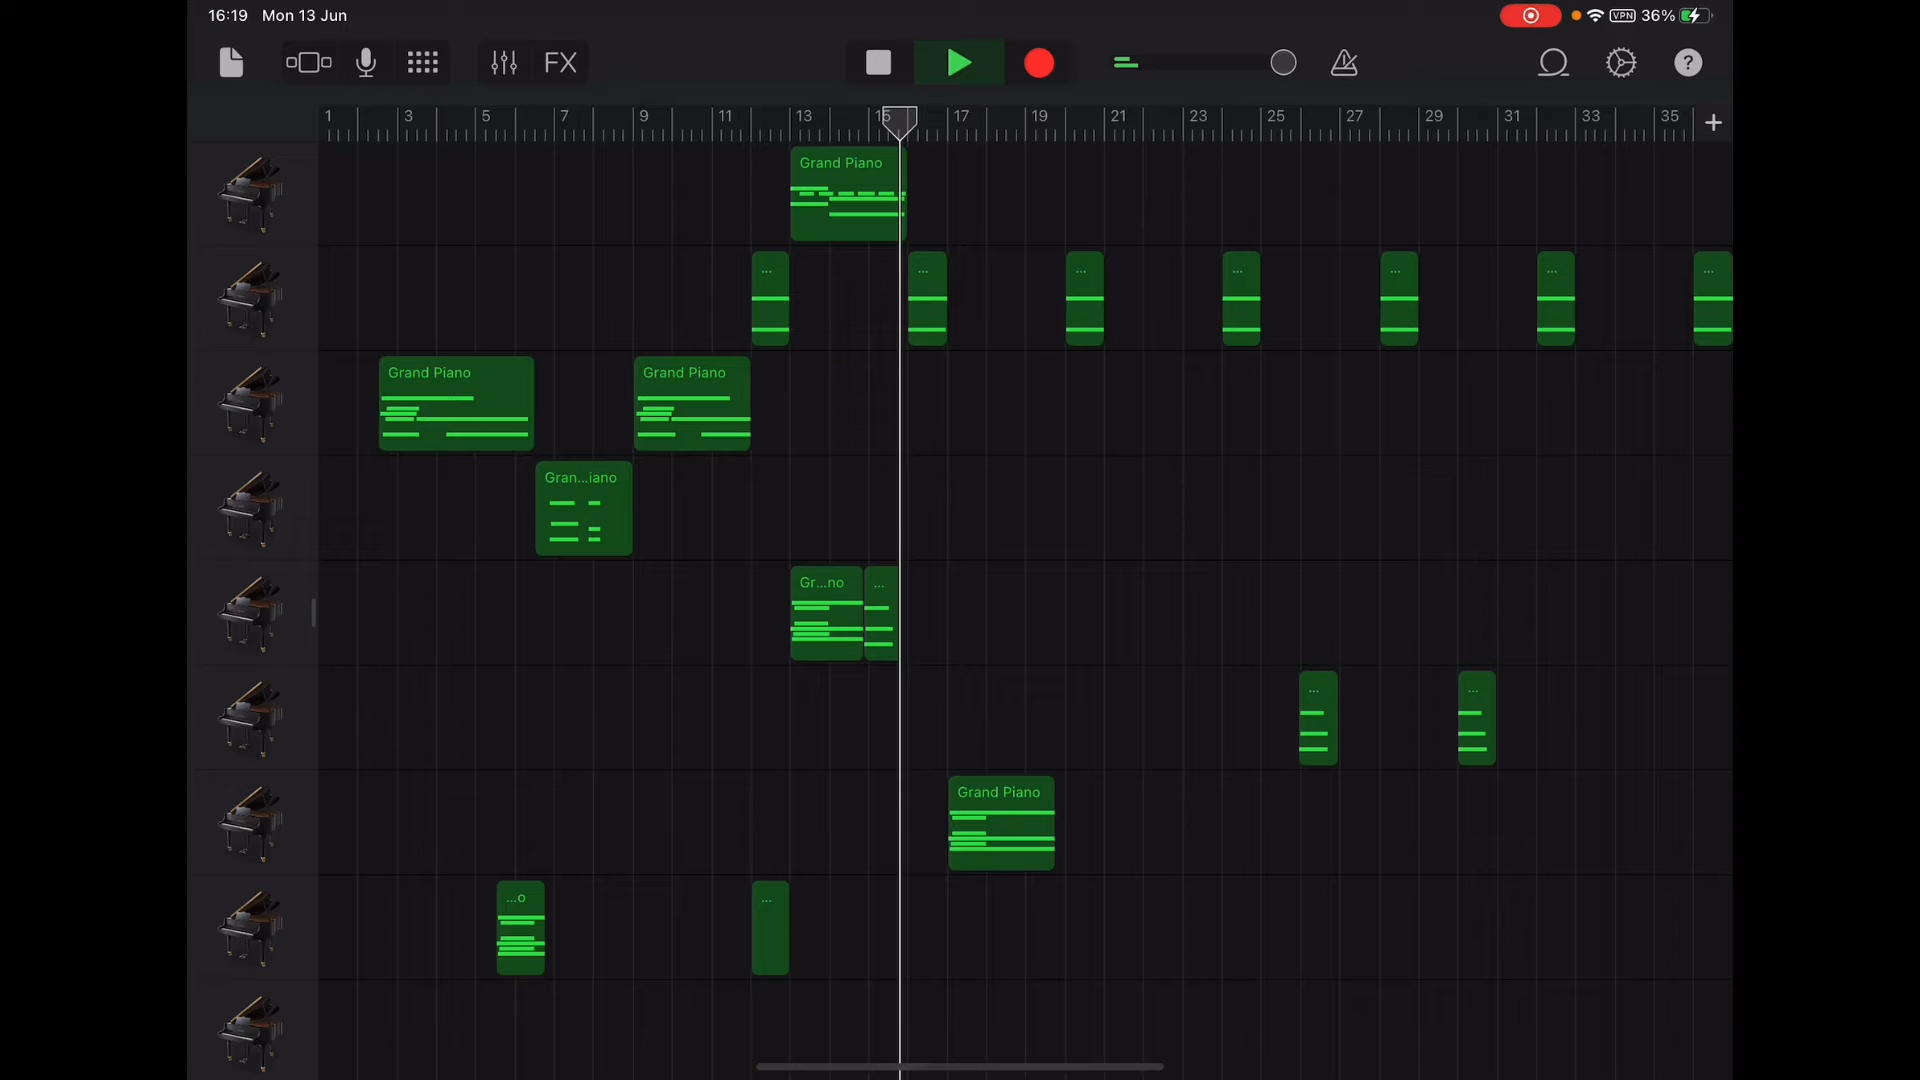 16:19 Mon 13 Jun
VPN 36%
FX
?
1 3 5 7 9 11 13 15 17 19 21 23 25 27 29 31 33 35 +
Grand Piano
... ... ... ... ... ... ...
Grand Piano Grand Piano
Gran...iano
Gr...no ...
... ...
Grand Piano
...o ...